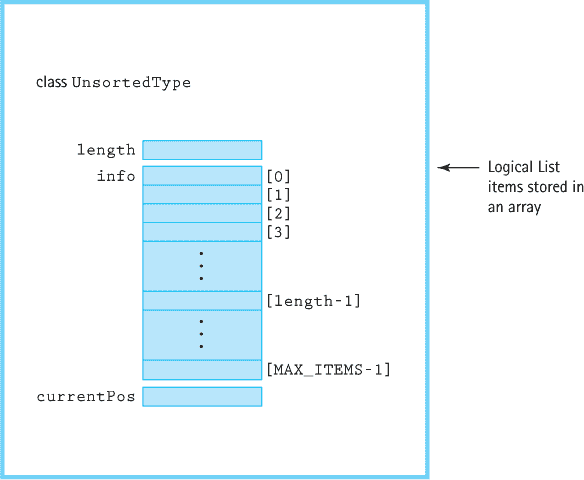 class UnsortedType
length
info
[0]
[1]
[2]
[3]
[length-1]
[MAX_ITEMS-1]
currentPos
Logical List
items stored in
an array